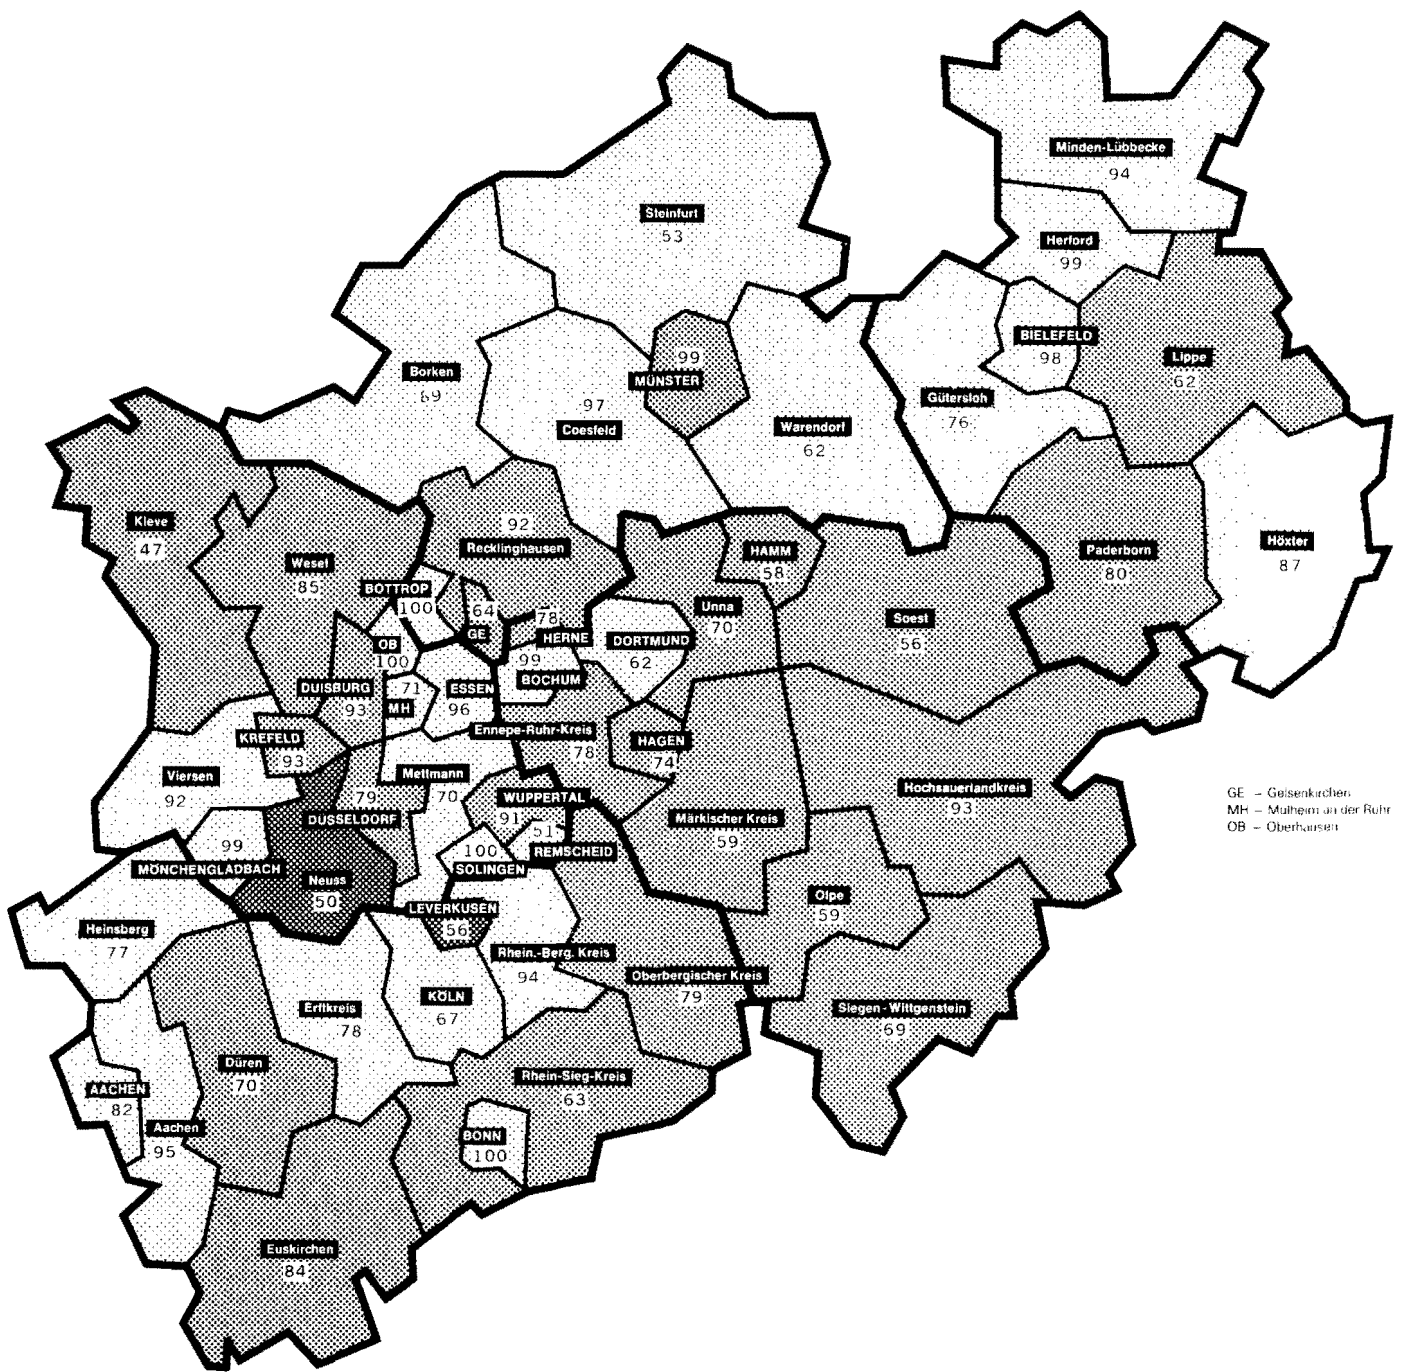 Minden-Lübbecke
94
Steinfurt
53
Herford
99
BIELEFELD
98
Lippe
62
99
MÜNSTER
Borken
89
97
Coesfeld
Gütersloh
76
Warendorf
62
Kleve
47
92
Recklinghausen
HAMM
58
Paderborn
80
Höxter
87
Wesel
85
BOTTROP
100
64
GE
78
HERNE
Unna
70
Soest
56
OB
100
99
BOCHUM
DORTMUND
62
DUISBURG
93
71
MH
ESSEN
96
Ennepe-Ruhr-Kreis
78
KREFELD
93
HAGEN
74
Viersen
92
Mettmann
70
79
DÜSSELDORF
WUPPERTAL
91
51
REMSCHEID
Hochsauerlandkreis
93
GE – Gelsenkirchen
MH – Mülheim an der Ruhr
OB – Oberhausen
Märkischer Kreis
59
99
MÖNCHENGLADBACH
100
SOLINGEN
Neuss
50
Olpe
59
LEVERKUSEN
56
Heinsberg
77
Rhein.-Berg. Kreis
94
Oberbergischer Kreis
79
Erftkreis
78
KÖLN
67
Siegen-Wittgenstein
69
Düren
70
Rhein-Sieg-Kreis
63
AACHEN
82
Aachen
95
BONN
100
Euskirchen
84